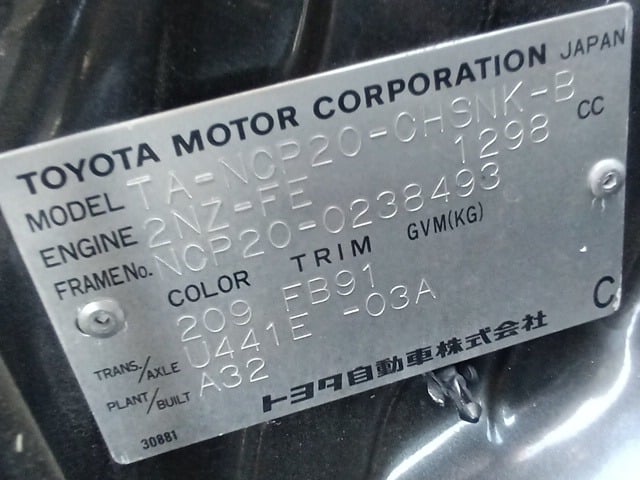 TOYOTA MOTOR CORPORATION JAPAN
MODEL TA-NCP20-CHSNK-B
ENGINE 2NZ-FE 1298 CC
FRAME No. NCP20-0238493
COLOR TRIM GVM(KG)
209 FB91
TRANS./AXLE U441E -03A
PLANT/BUILT A32
トヨタ自動車株式会社 C
30881